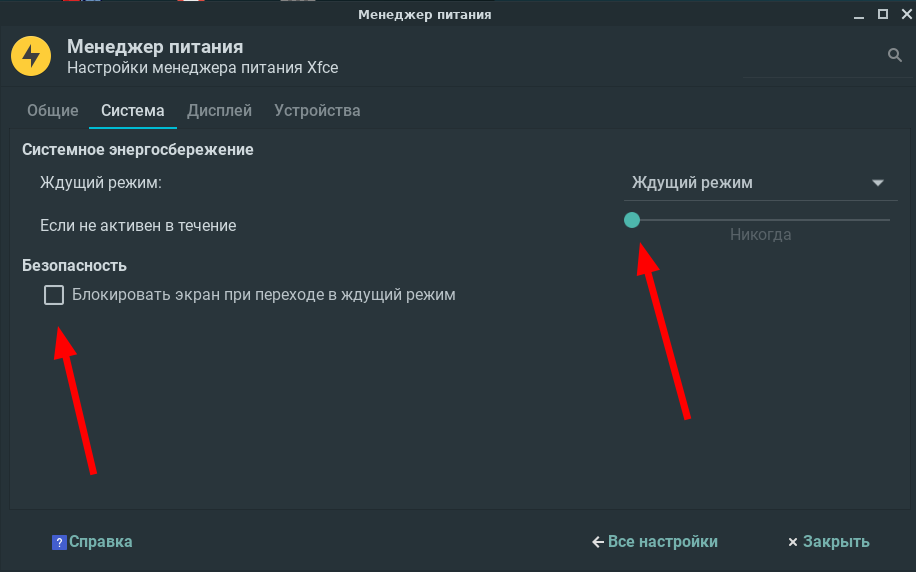 Менеджер питания
Менеджер питания
Настройки менеджера питания Xfce
Общие Система Дисплей Устройства
Системное энергосбережение
Ждущий режим: Ждущий режим
Если не активен в течение
Никогда
Безопасность
Блокировать экран при переходе в ждущий режим
? Справка Все настройки Закрыть